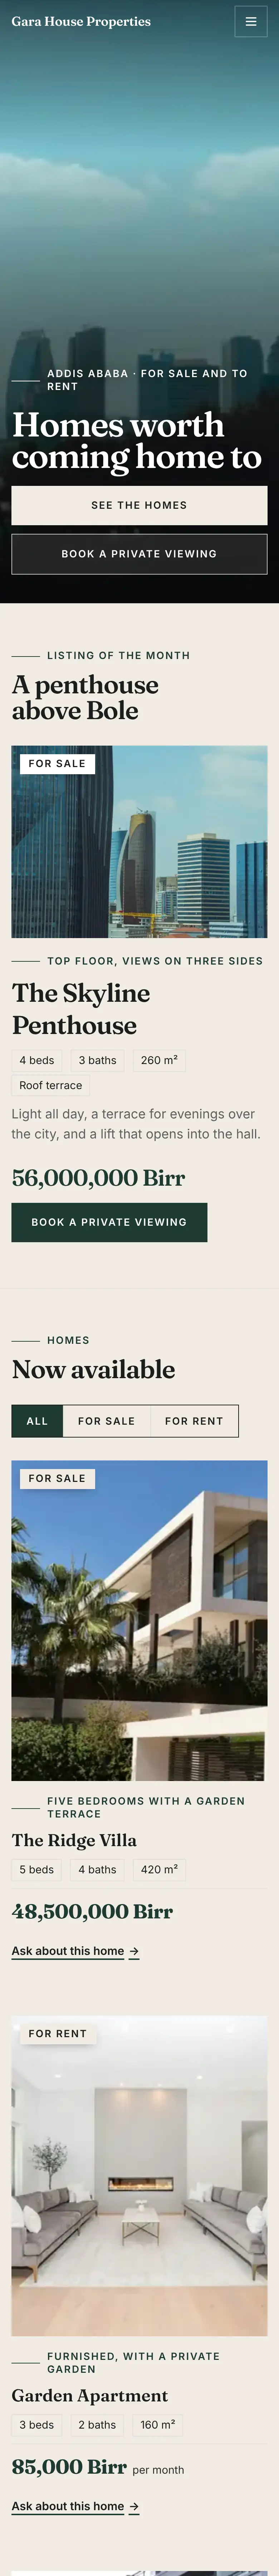 Gara House Properties
ADDIS ABABA · FOR SALE AND TO
RENT
Homes worth
coming home to
SEE THE HOMES
BOOK A PRIVATE VIEWING
LISTING OF THE MONTH
A penthouse
above Bole
FOR SALE
TOP FLOOR, VIEWS ON THREE SIDES
The Skyline
Penthouse
4 beds 3 baths 260 m²
Roof terrace
Light all day, a terrace for evenings over
the city, and a lift that opens into the hall.
56,000,000 Birr
BOOK A PRIVATE VIEWING
HOMES
Now available
ALL FOR SALE FOR RENT
FOR SALE
FIVE BEDROOMS WITH A GARDEN
TERRACE
The Ridge Villa
5 beds 4 baths 420 m²
48,500,000 Birr
Ask about this home →
FOR RENT
FURNISHED, WITH A PRIVATE
GARDEN
Garden Apartment
3 beds 2 baths 160 m²
85,000 Birr per month
Ask about this home →